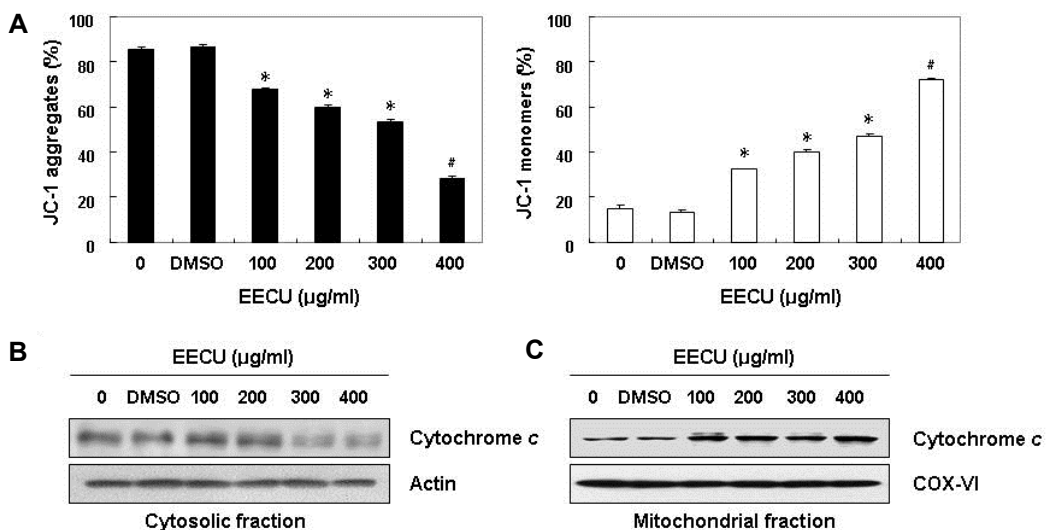 A
JC-1 aggregates (%)
100
80
60
40
20
0
* * * #
0 DMSO 100 200 300 400
EECU (µg/ml)
JC-1 monomers (%)
100
80
60
40
20
0
* * * #
0 DMSO 100 200 300 400
EECU (µg/ml)
B
EECU (µg/ml)
0 DMSO 100 200 300 400
Cytochrome c
Actin
Cytosolic fraction
C
EECU (µg/ml)
0 DMSO 100 200 300 400
Cytochrome c
COX-VI
Mitochondrial fraction